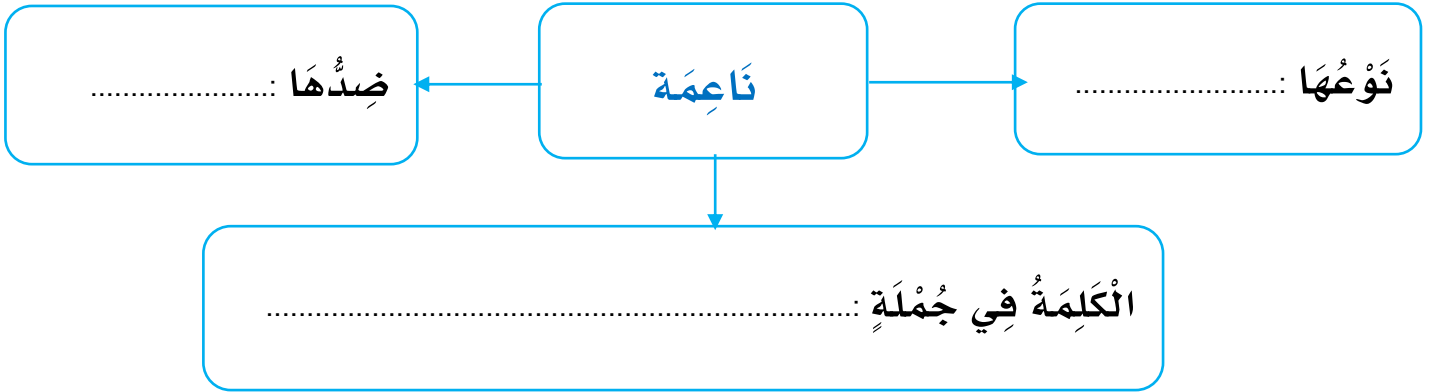 نَوْعُهَا :.........................
نَاعِمَة
ضِدُّهَا :......................
الْكَلِمَةُ فِي جُمْلَةٍ :.................................................................